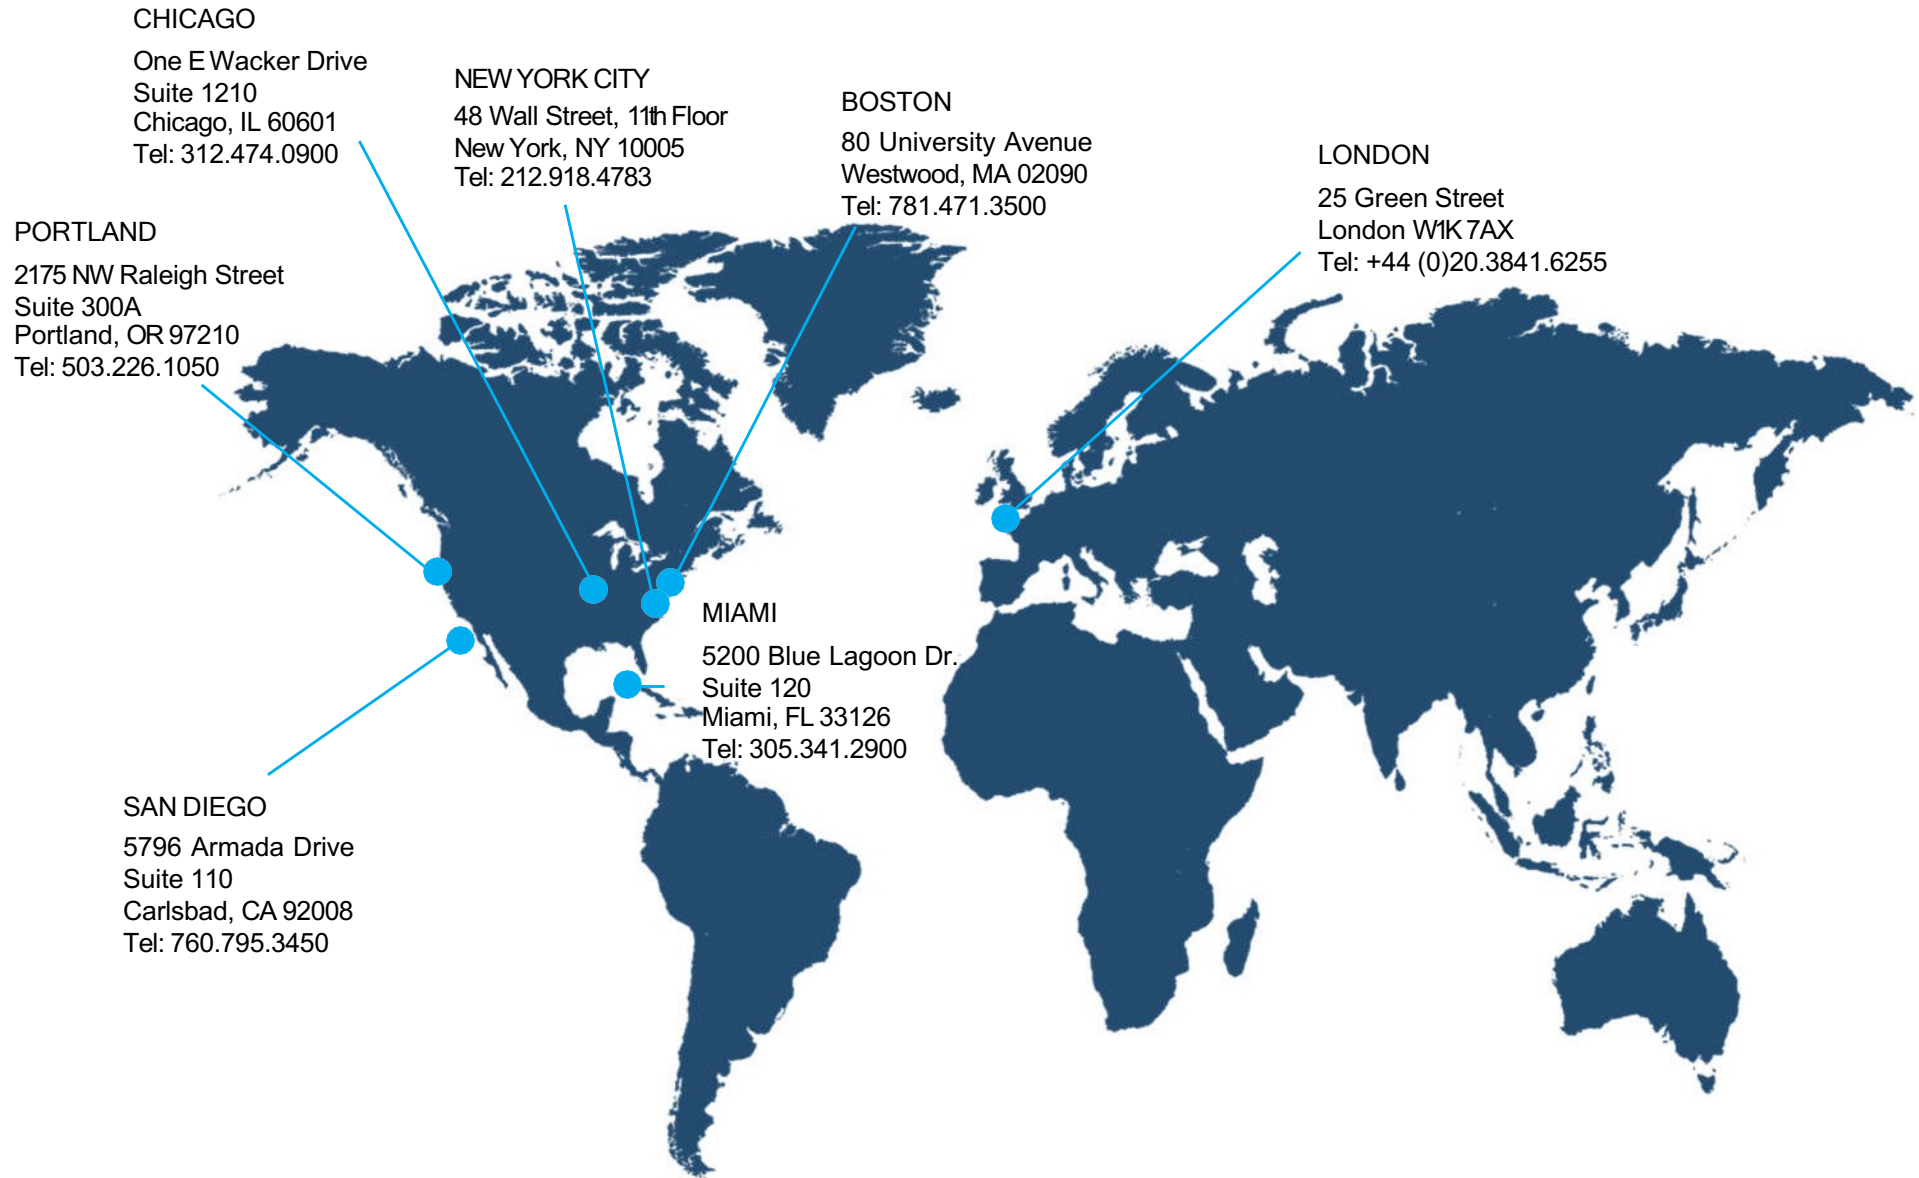 CHICAGO
One E Wacker Drive
Suite 1210
Chicago, IL 60601
Tel: 312.474.0900
NEW YORK CITY
48 Wall Street, 11th Floor
New York, NY 10005
Tel: 212.918.4783
BOSTON
80 University Avenue
Westwood, MA 02090
Tel: 781.471.3500
LONDON
25 Green Street
London W1K 7AX
Tel: +44 (0)20.3841.6255
PORTLAND
2175 NW Raleigh Street
Suite 300A
Portland, OR 97210
Tel: 503.226.1050
MIAMI
5200 Blue Lagoon Dr.
Suite 120
Miami, FL 33126
Tel: 305.341.2900
SAN DIEGO
5796 Armada Drive
Suite 110
Carlsbad, CA 92008
Tel: 760.795.3450